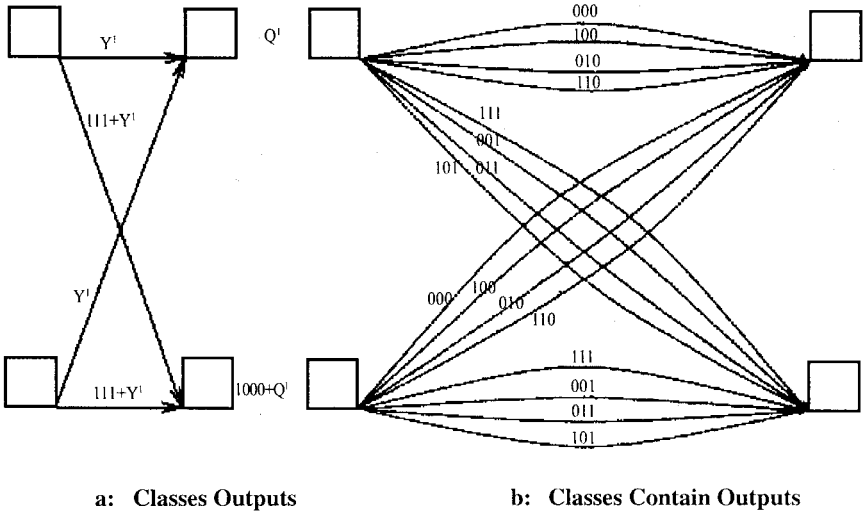 Y¹
Q¹
111+Y¹
Y¹
111+Y¹
1000+Q¹
000
100
010
110
111
001
101
011
000
100
010
110
111
001
011
101
a: Classes Outputs
b: Classes Contain Outputs